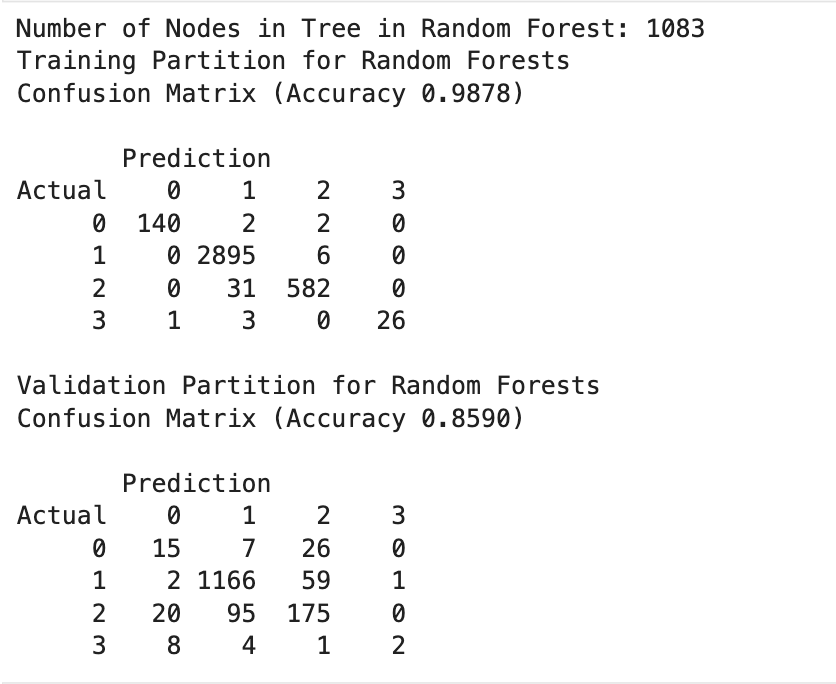 Number of Nodes in Tree in Random Forest: 1083
Training Partition for Random Forests
Confusion Matrix (Accuracy 0.9878)
Prediction
Actual 0 1 2 3
0 140 2 2 0
1 0 2895 6 0
2 0 31 582 0
3 1 3 0 26
Validation Partition for Random Forests
Confusion Matrix (Accuracy 0.8590)
Prediction
Actual 0 1 2 3
0 15 7 26 0
1 2 1166 59 1
2 20 95 175 0
3 8 4 1 2